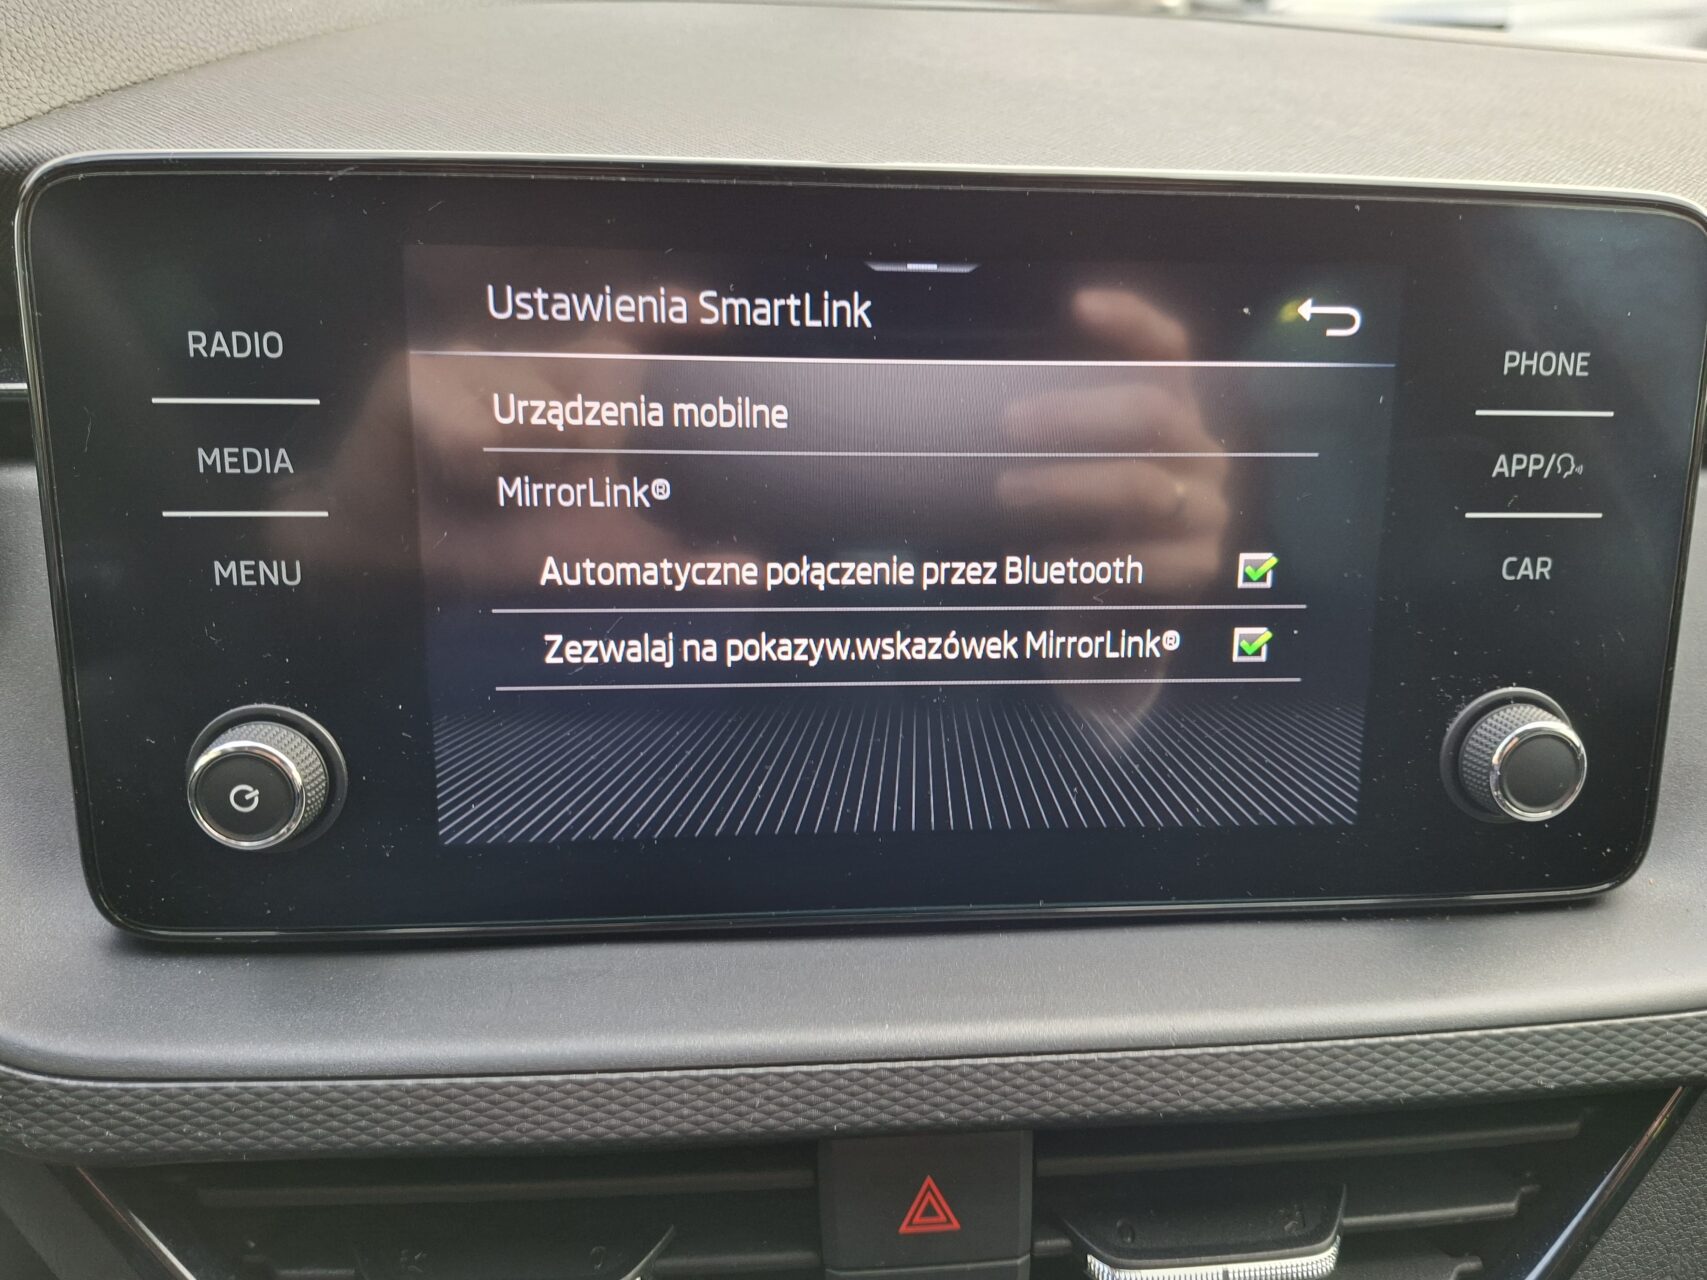 RADIO
MEDIA
MENU
Ustawienia SmartLink
Urządzenia mobilne
MirrorLink®
Automatyczne połączenie przez Bluetooth
Zezwalaj na pokazyw.wskazówek MirrorLink®
PHONE
APP/
CAR